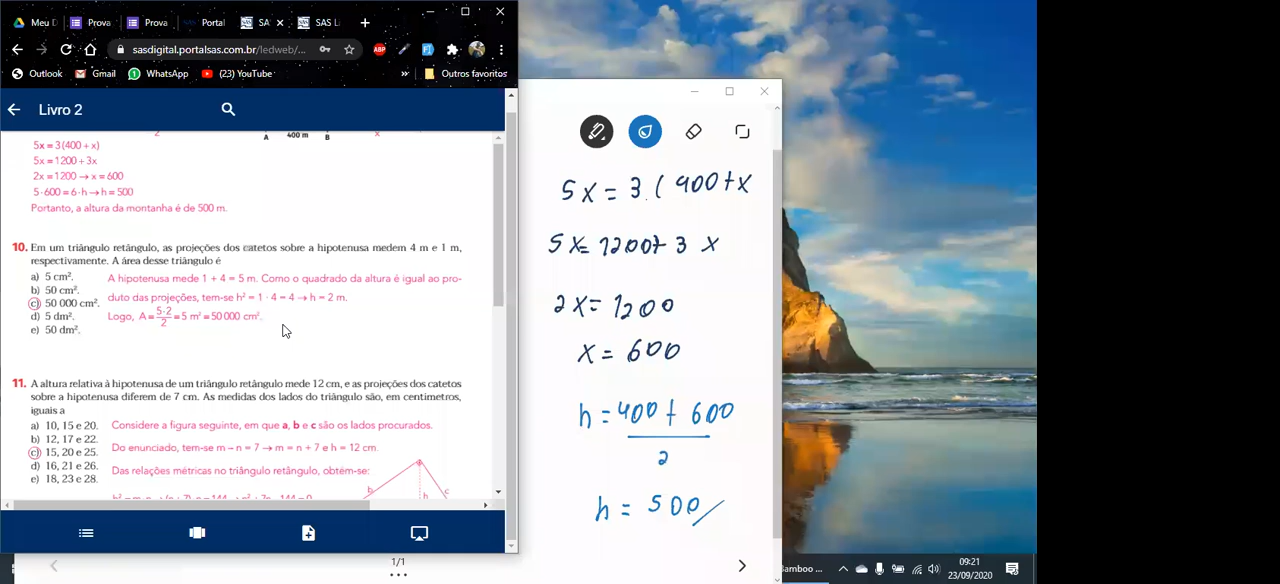 Meu D
Prova
Prova
Portal
SA
SAS Li
sasdigital.portalsas.com.br/ledweb/...
ABP
Outlook
Gmail
WhatsApp
(23) YouTube
Outros favoritos
Livro 2
2
A
400 m
B
x
5x = 3(400 + x)
5x = 1200 + 3x
2x = 1200 → x = 600
5 · 600 = 6 · h → h = 500
Portanto, a altura da montanha é de 500 m.
10. Em um triângulo retângulo, as projeções dos catetos sobre a hipotenusa medem 4 m e 1 m,
respectivamente. A área desse triângulo é
a) 5 cm².
b) 50 cm².
c) 50 000 cm².
d) 5 dm².
e) 50 dm².
A hipotenusa mede 1 + 4 = 5 m. Como o quadrado da altura é igual ao pro-
duto das projeções, tem-se h² = 1 · 4 = 4 → h = 2 m.
Logo, A = 5·2/2 = 5 m² = 50 000 cm².
11. A altura relativa à hipotenusa de um triângulo retângulo mede 12 cm, e as projeções dos catetos
sobre a hipotenusa diferem de 7 cm. As medidas dos lados do triângulo são, em centímetros,
iguais a
a) 10, 15 e 20.
b) 12, 17 e 22.
c) 15, 20 e 25.
d) 16, 21 e 26.
e) 18, 23 e 28.
Considere a figura seguinte, em que a, b e c são os lados procurados.
Do enunciado, tem-se m – n = 7 → m = n + 7 e h = 12 cm.
Das relações métricas no triângulo retângulo, obtém-se:
b
h
c
5x = 3.(400+x
5x= 1200+ 3 x
2x= 1200
x= 600
h= 400 + 600
2
h = 500
1/1
Bamboo ...
09:21
23/09/2020